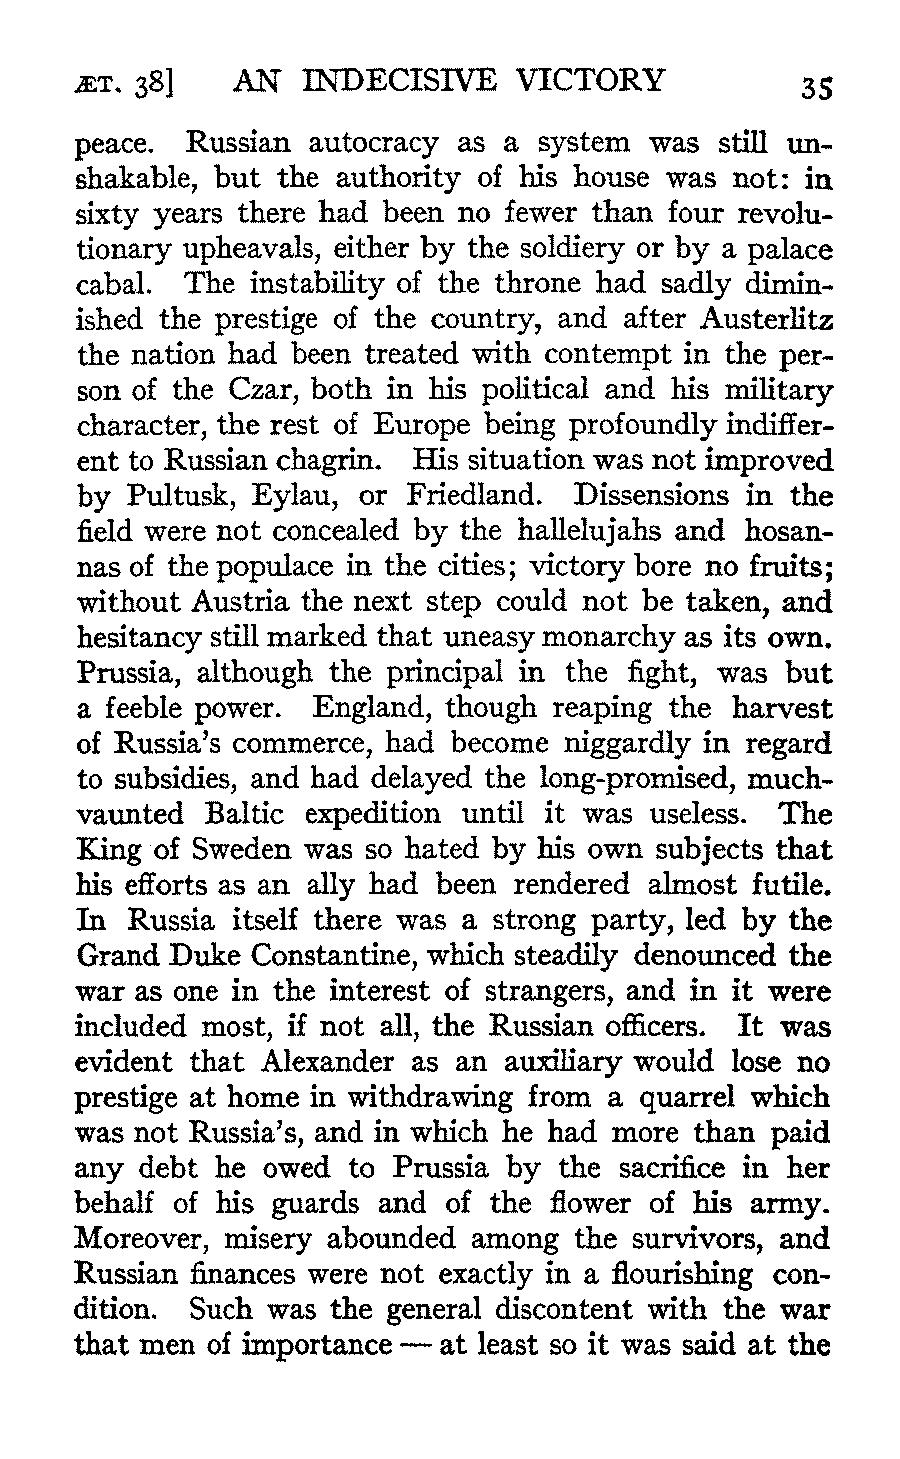 ÆT. 38] AN INDECISIVE VICTORY 35
peace. Russian autocracy as a system was still un-
shakable, but the authority of his house was not: in
sixty years there had been no fewer than four revolu-
tionary upheavals, either by the soldiery or by a palace
cabal. The instability of the throne had sadly dimin-
ished the prestige of the country, and after Austerlitz
the nation had been treated with contempt in the per-
son of the Czar, both in his political and his military
character, the rest of Europe being profoundly indiffer-
ent to Russian chagrin. His situation was not improved
by Pultusk, Eylau, or Friedland. Dissensions in the
field were not concealed by the hallelujahs and hosan-
nas of the populace in the cities; victory bore no fruits;
without Austria the next step could not be taken, and
hesitancy still marked that uneasy monarchy as its own.
Prussia, although the principal in the fight, was but
a feeble power. England, though reaping the harvest
of Russia's commerce, had become niggardly in regard
to subsidies, and had delayed the long-promised, much-
vaunted Baltic expedition until it was useless. The
King of Sweden was so hated by his own subjects that
his efforts as an ally had been rendered almost futile.
In Russia itself there was a strong party, led by the
Grand Duke Constantine, which steadily denounced the
war as one in the interest of strangers, and in it were
included most, if not all, the Russian officers. It was
evident that Alexander as an auxiliary would lose no
prestige at home in withdrawing from a quarrel which
was not Russia's, and in which he had more than paid
any debt he owed to Prussia by the sacrifice in her
behalf of his guards and of the flower of his army.
Moreover, misery abounded among the survivors, and
Russian finances were not exactly in a flourishing con-
dition. Such was the general discontent with the war
that men of importance — at least so it was said at the